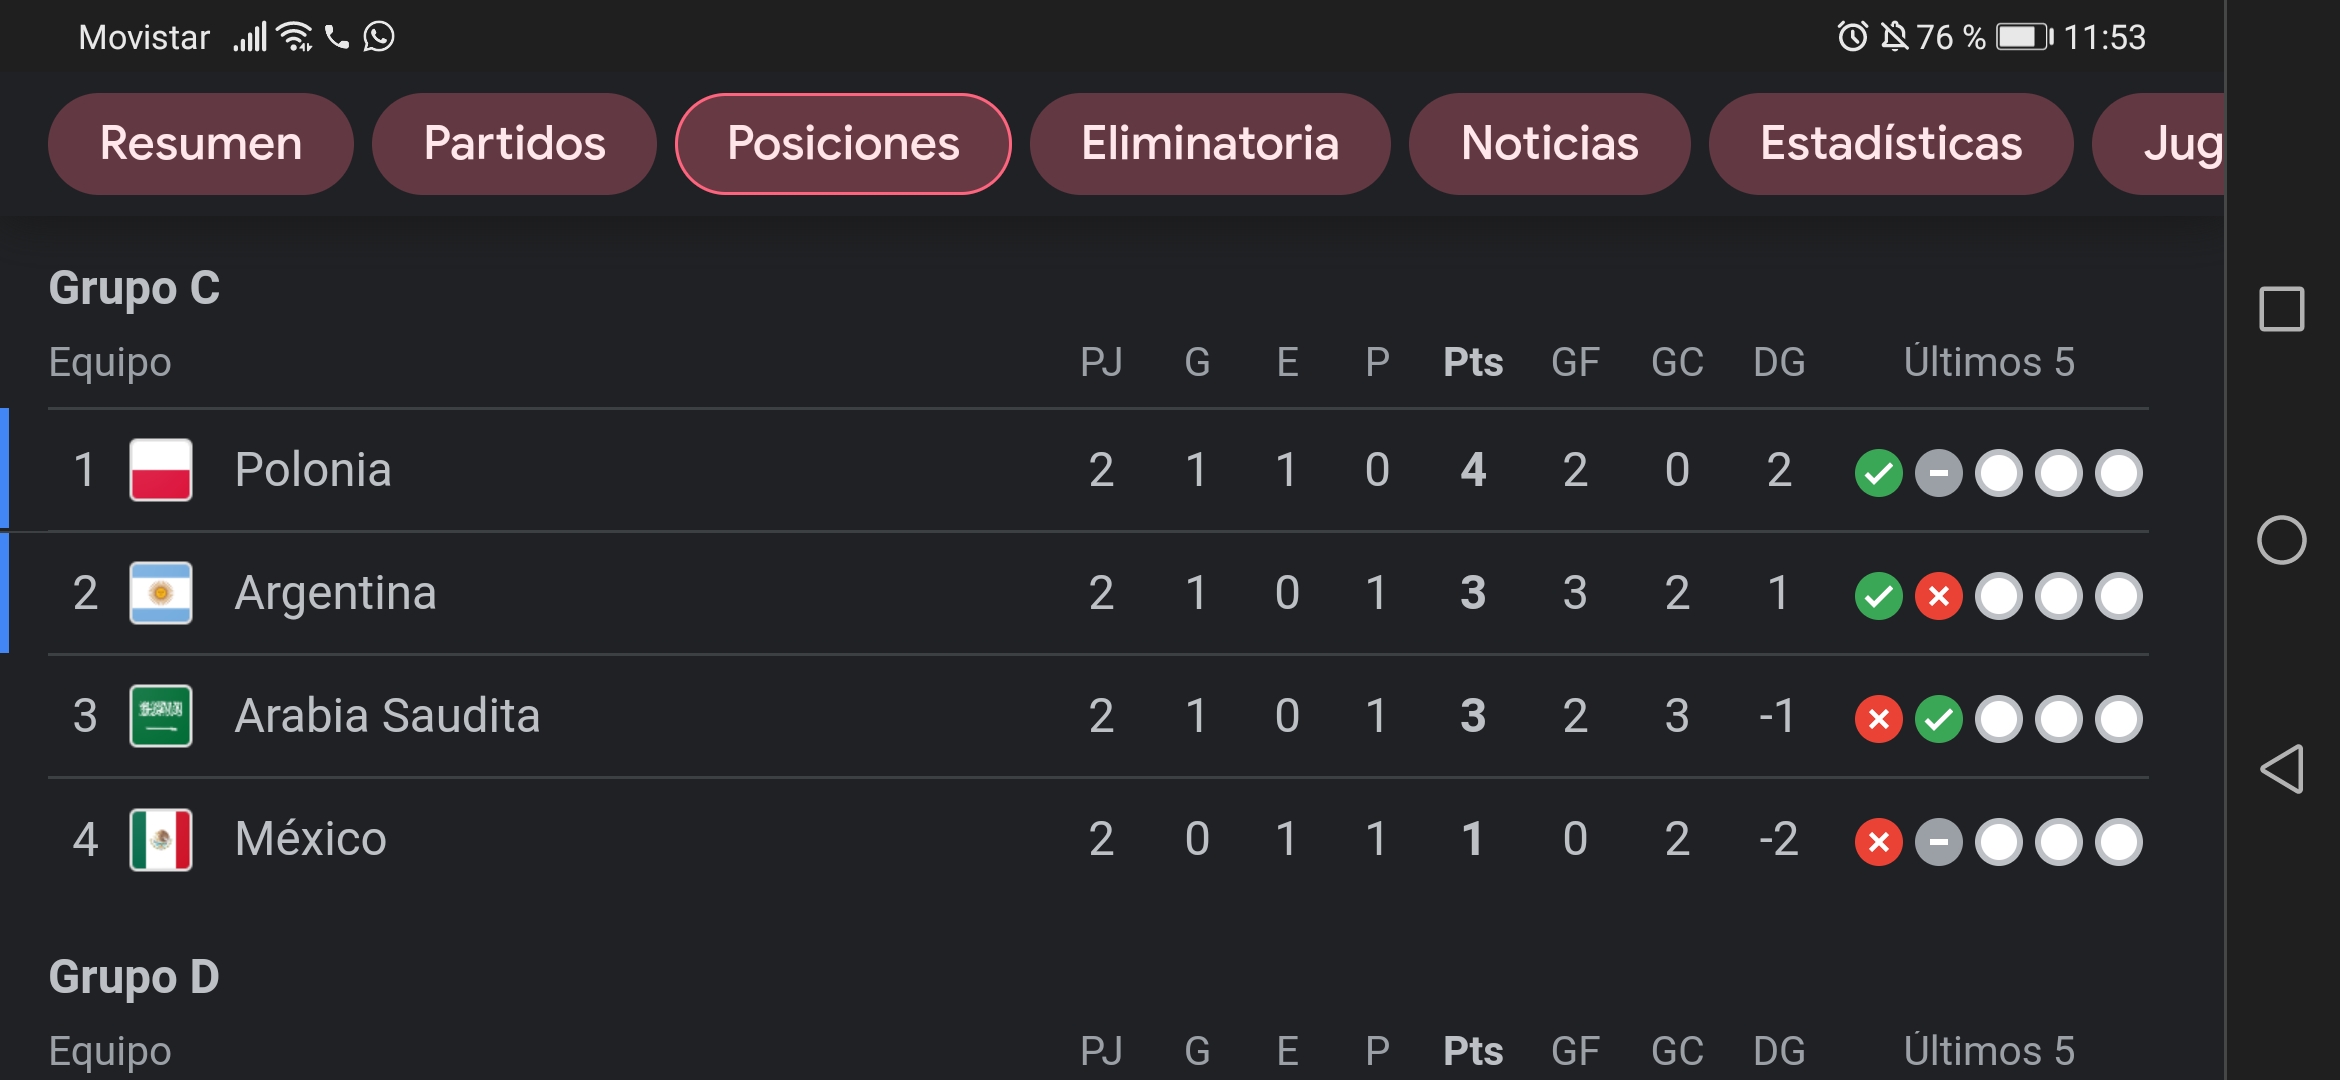 Movistar 76 % 11:53
Resumen Partidos Posiciones Eliminatoria Noticias Estadísticas Jug
Grupo C
Equipo PJ G E P Pts GF GC DG Últimos 5
1 Polonia 2 1 1 0 4 2 0 2
2 Argentina 2 1 0 1 3 3 2 1
3 Arabia Saudita 2 1 0 1 3 2 3 -1
4 México 2 0 1 1 1 0 2 -2
Grupo D
Equipo PJ G E P Pts GF GC DG Últimos 5